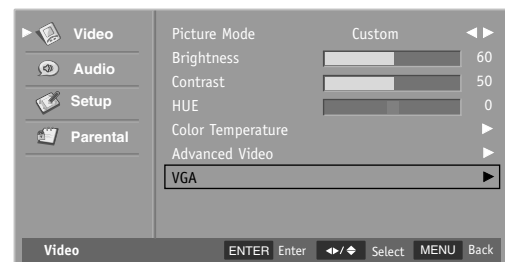 Video
Audio
Setup
Parental
Picture Mode Custom
Brightness 60
Contrast 50
HUE 0
Color Temperature
Advanced Video
VGA
Video ENTER Enter ◄►/▲▼ Select MENU Back